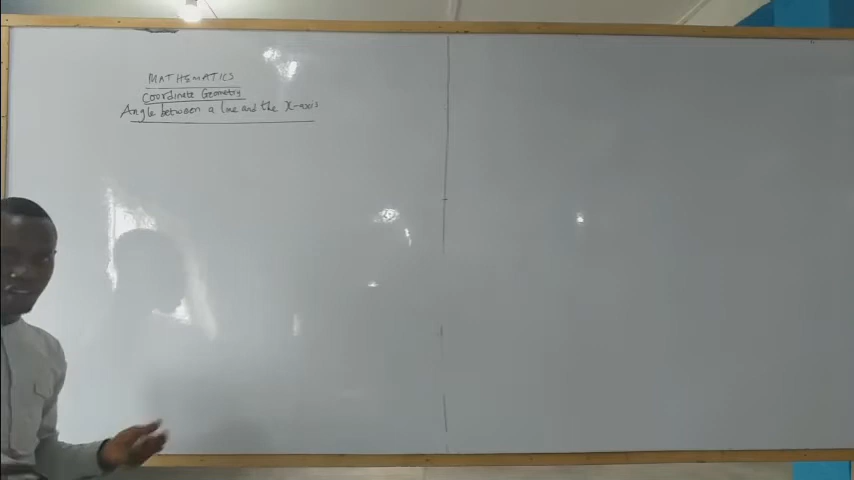 MATHEMATICS
Coordinate Geometry
Angle between a line and the x-axis